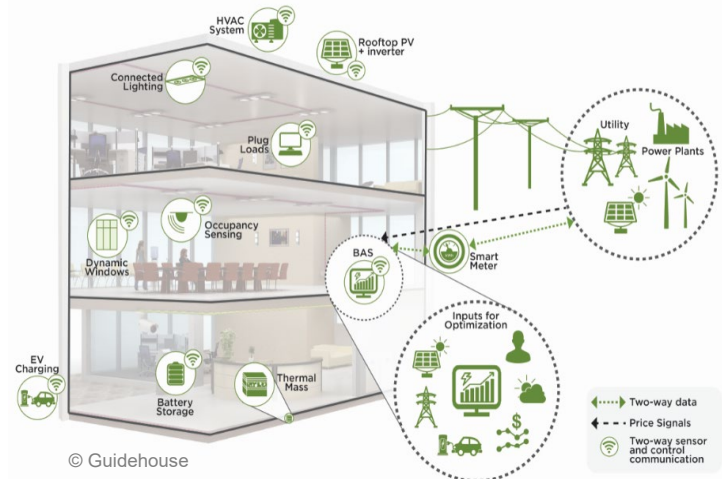 HVAC
System
Rooftop PV
+ inverter
Connected
Lighting
Plug
Loads
Utility
Power Plants
Occupancy
Sensing
Dynamic
Windows
BAS
Smart
Meter
Inputs for
Optimization
EV
Charging
Battery
Storage
Thermal
Mass
$
Two-way data
Price Signals
Two-way sensor
and control
communication
© Guidehouse